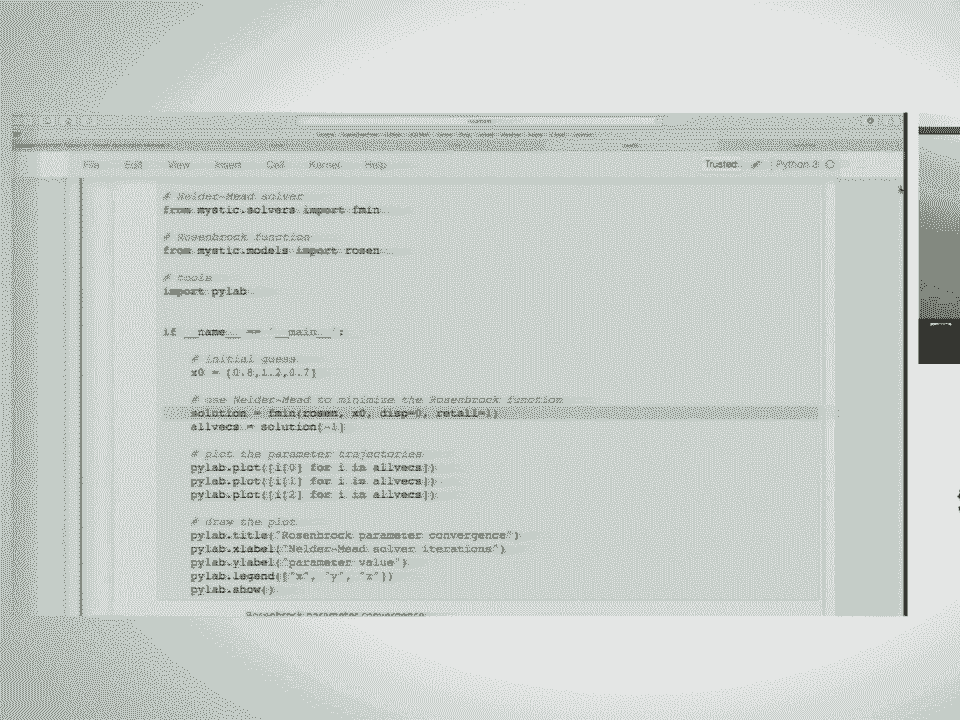 File Edit View Insert Cell Kernel Help Trusted Python 3
# Nelder-Mead solver
from mystic.solvers import fmin
# Rosenbrock function
from mystic.models import rosen
# tools
import pylab
if __name__ == '__main__':
# initial guess
x0 = [0.8,1.2,0.7]
# use Nelder-Mead to minimize the Rosenbrock function
solution = fmin(rosen, x0, disp=0, retall=1)
allvecs = solution[-1]
# plot the parameter trajectories
pylab.plot([i[0] for i in allvecs])
pylab.plot([i[1] for i in allvecs])
pylab.plot([i[2] for i in allvecs])
# draw the plot
pylab.title("Rosenbrock parameter convergence")
pylab.xlabel("Nelder-Mead solver iterations")
pylab.ylabel("parameter value")
pylab.legend(["x", "y", "z"])
pylab.show()
Rosenbrock parameter convergence